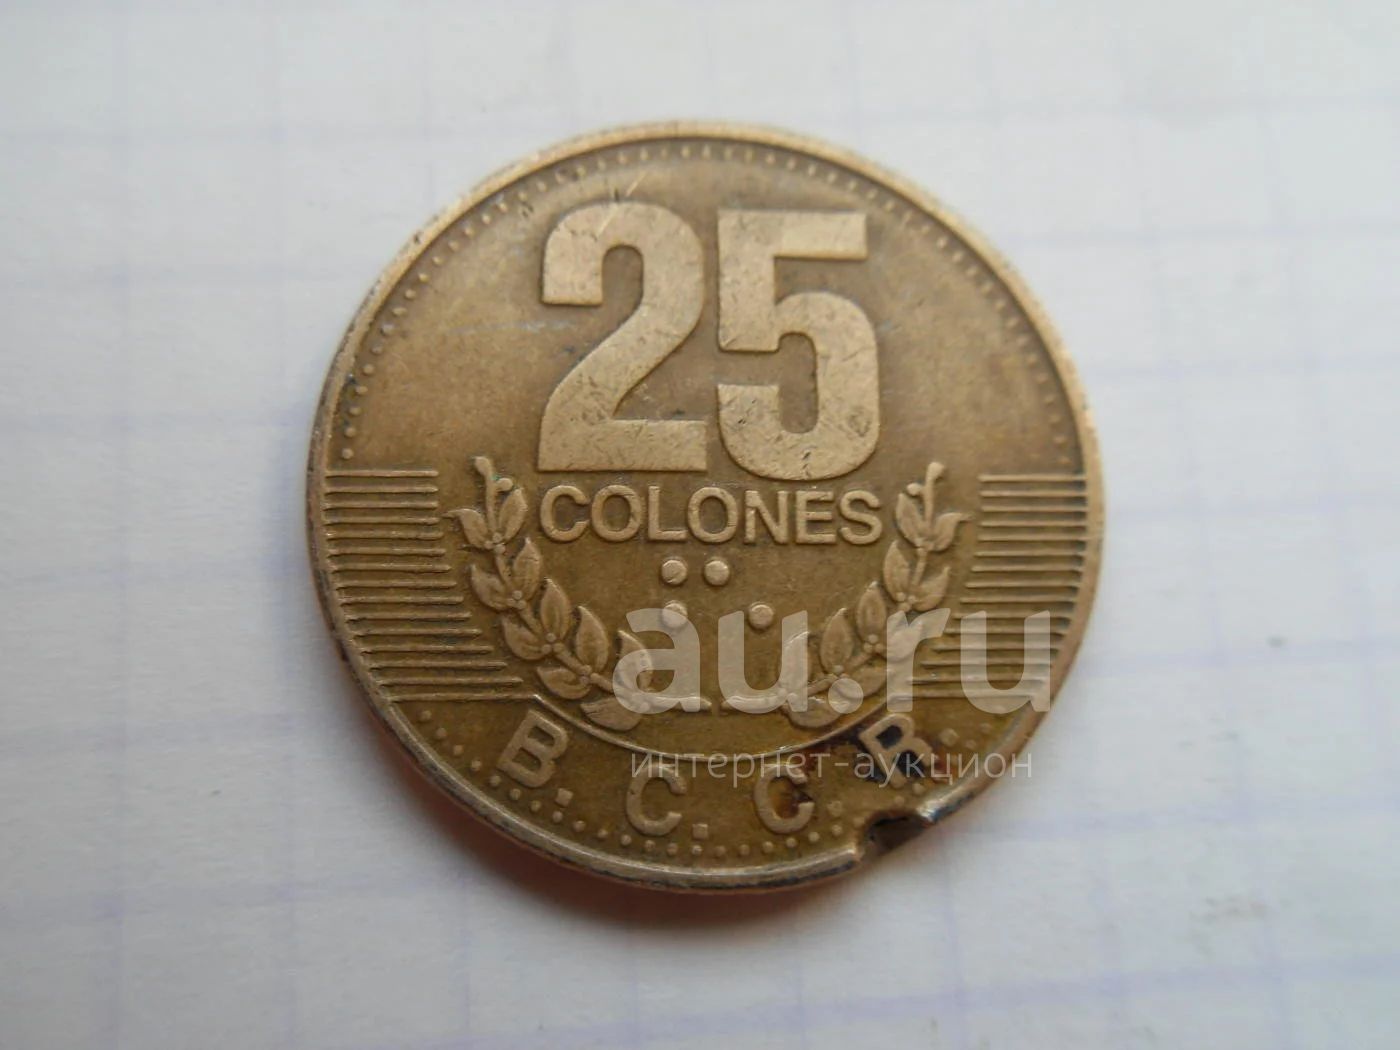 25
COLONES
au.ru
интернет-аукцион
B. C. C. R.